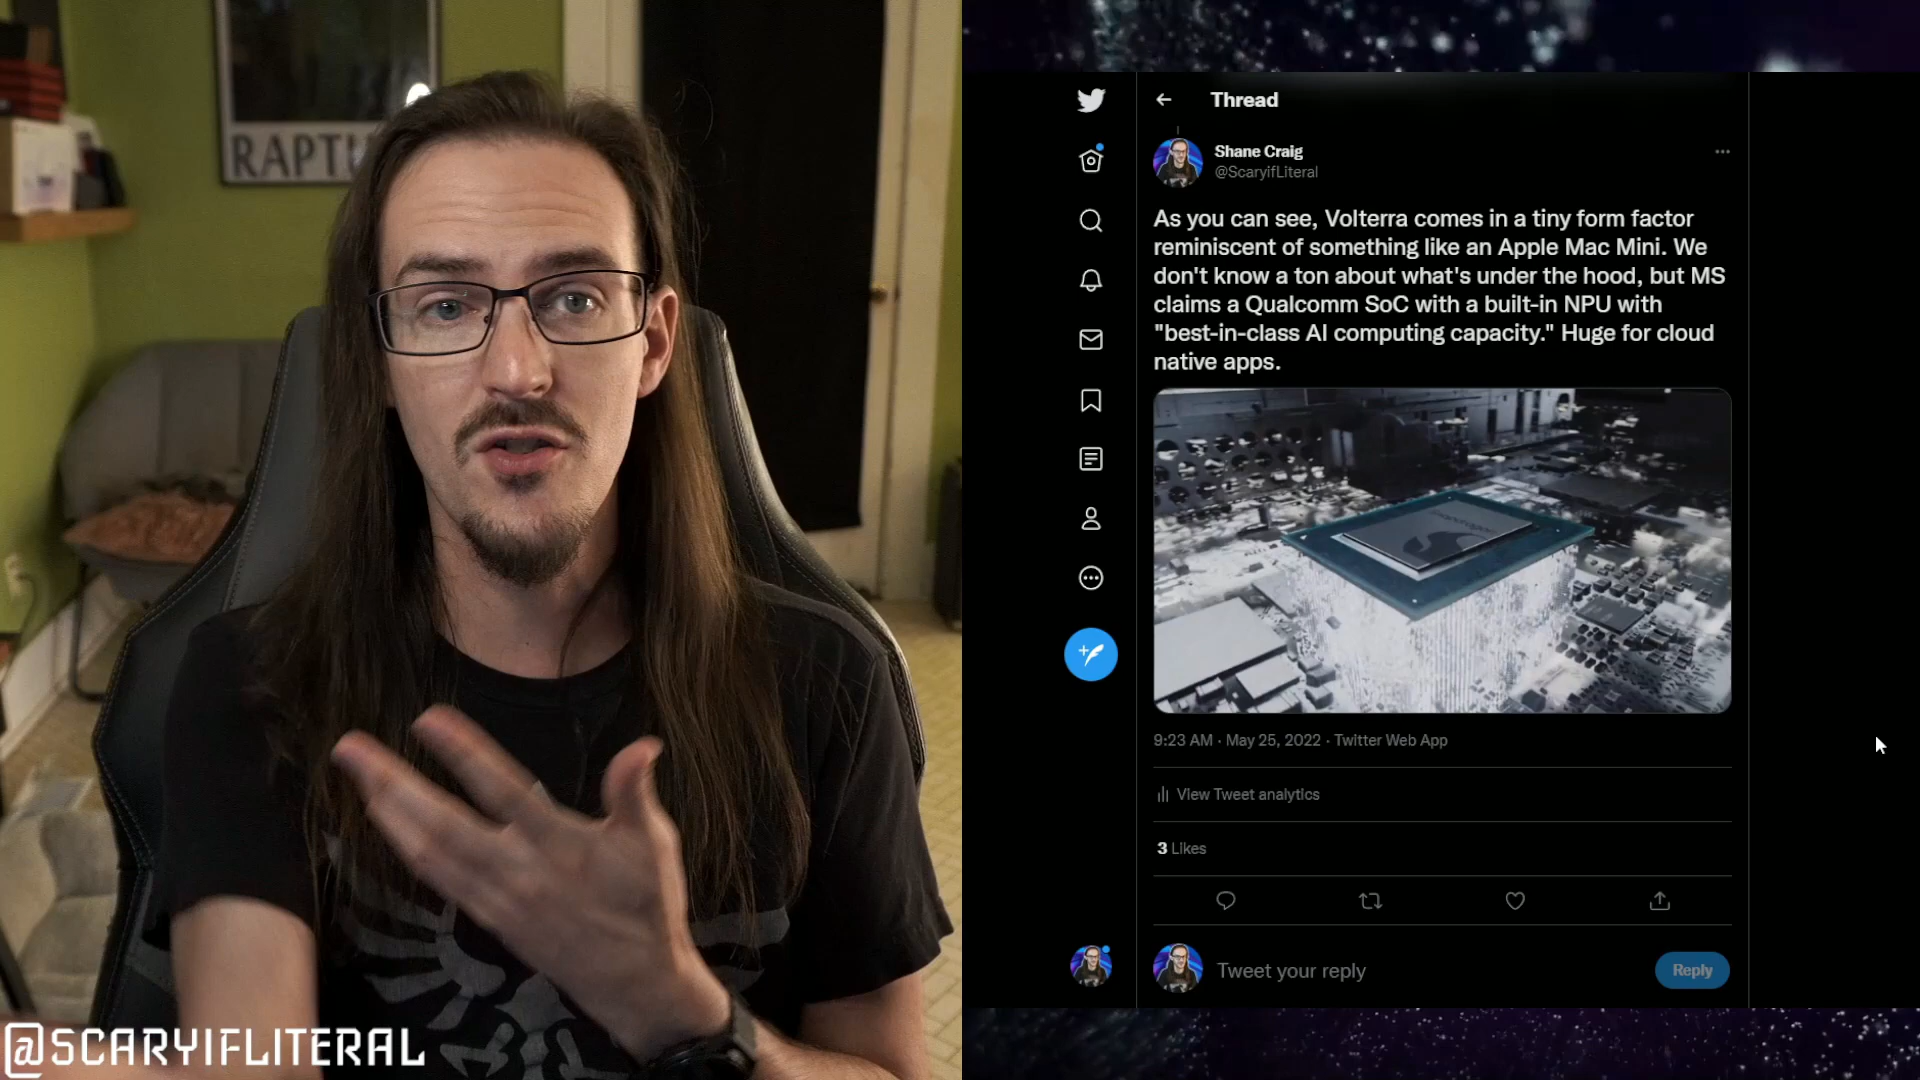 RAPTU
@SCARYIFLITERAL
Thread
Shane Craig
@ScaryifLiteral
As you can see, Volterra comes in a tiny form factor
reminiscent of something like an Apple Mac Mini. We
don't know a ton about what's under the hood, but MS
claims a Qualcomm SoC with a built-in NPU with
"best-in-class AI computing capacity." Huge for cloud
native apps.
Snapdragon
9:23 AM · May 25, 2022 · Twitter Web App
View Tweet analytics
3 Likes
Tweet your reply
Reply